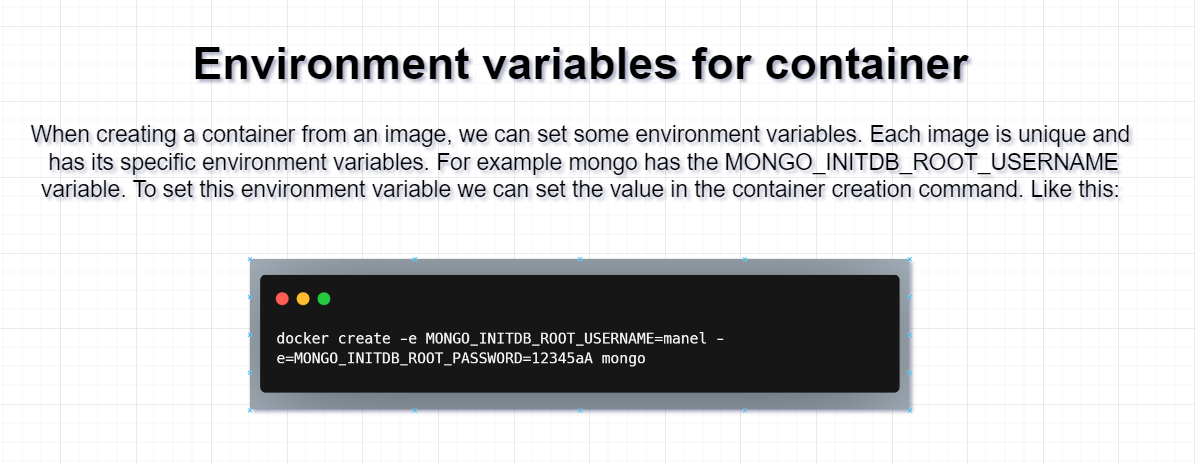 Environment variables for container
When creating a container from an image, we can set some environment variables. Each image is unique and
has its specific environment variables. For example mongo has the MONGO_INITDB_ROOT_USERNAME
variable. To set this environment variable we can set the value in the container creation command. Like this:
docker create -e MONGO_INITDB_ROOT_USERNAME=manel -
e=MONGO_INITDB_ROOT_PASSWORD=12345aA mongo